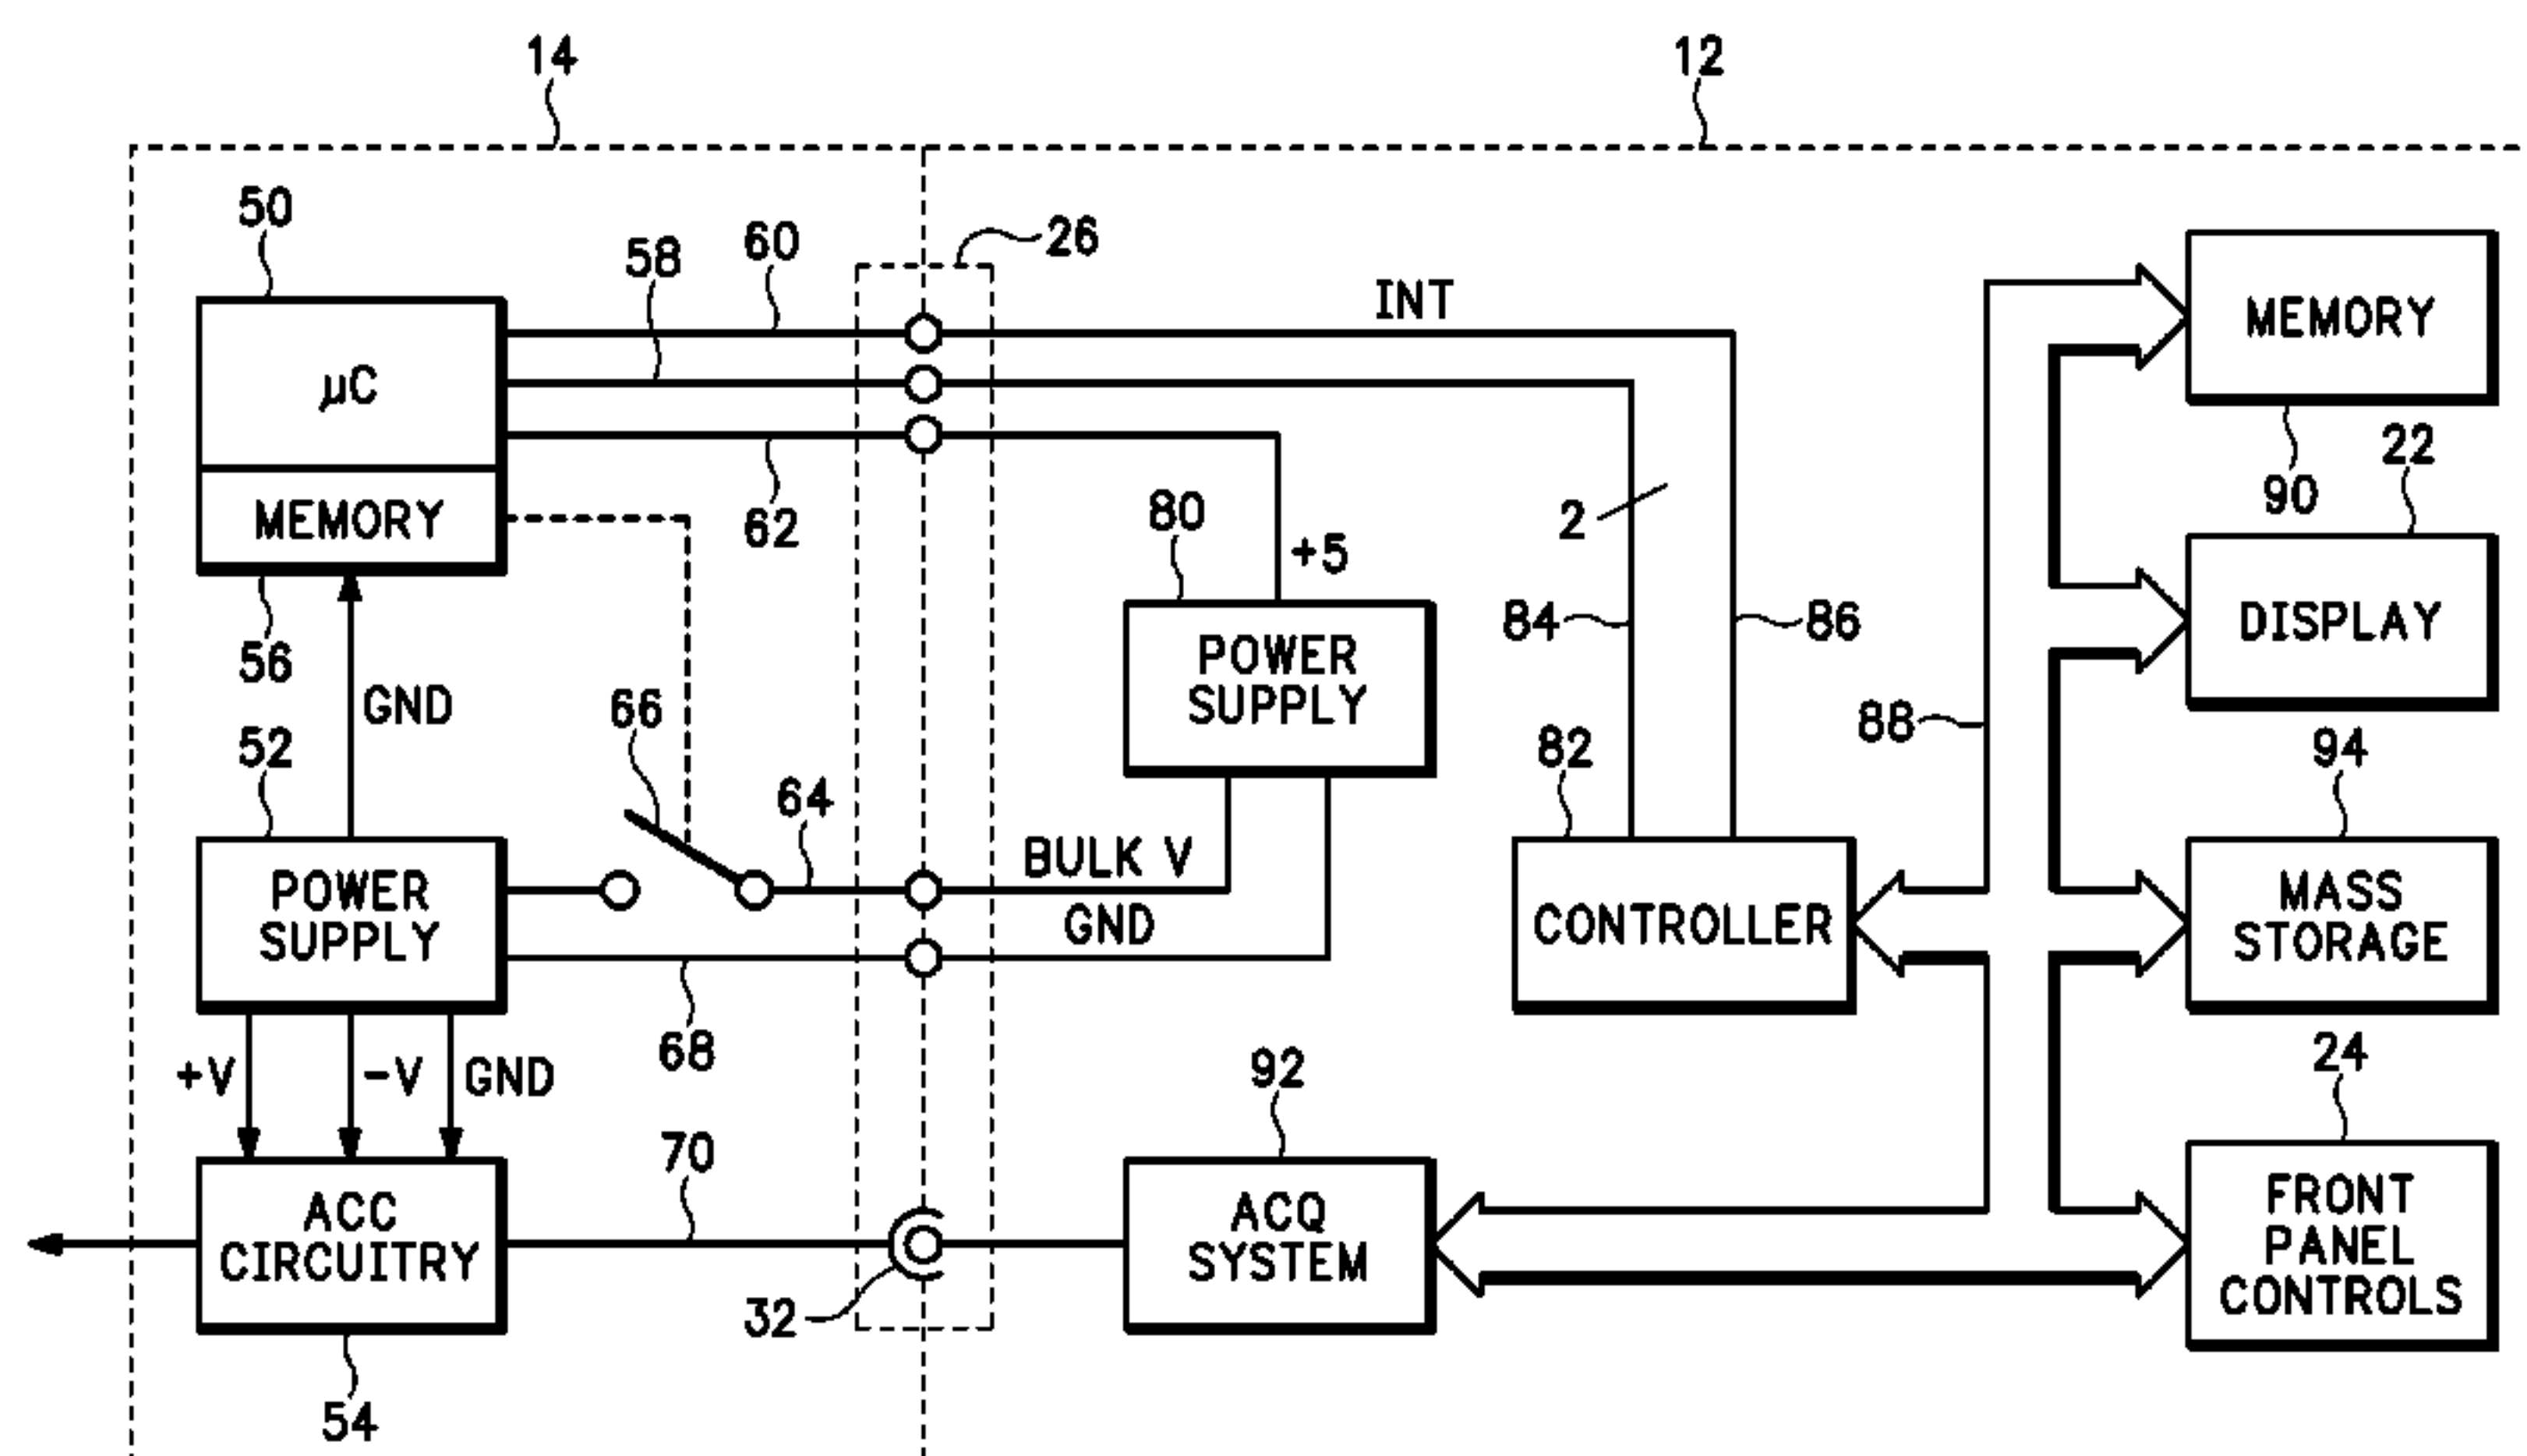 14
12
50
60
58
26
INT
μC
MEMORY
62
56
GND
80
+5
POWER
SUPPLY
2
84
86
82
CONTROLLER
88
MEMORY
90
22
DISPLAY
94
MASS
STORAGE
24
FRONT
PANEL
CONTROLS
52
POWER
SUPPLY
66
64
BULK V
GND
68
+V
-V
GND
70
92
ACQ
SYSTEM
ACC
CIRCUITRY
32
54